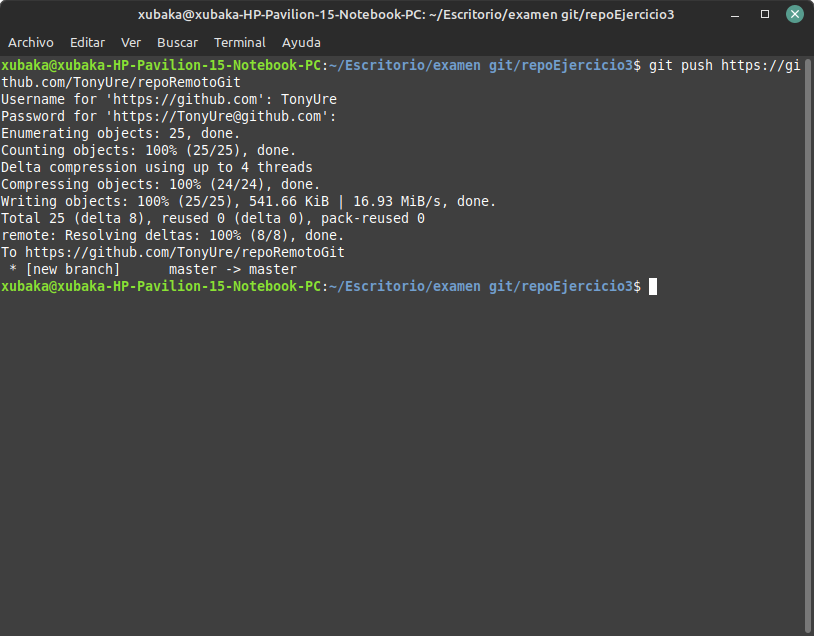 xubaka@xubaka-HP-Pavilion-15-Notebook-PC: ~/Escritorio/examen git/repoEjercicio3
Archivo Editar Ver Buscar Terminal Ayuda
xubaka@xubaka-HP-Pavilion-15-Notebook-PC:~/Escritorio/examen git/repoEjercicio3$ git push https://gi
thub.com/TonyUre/repoRemotoGit
Username for 'https://github.com': TonyUre
Password for 'https://TonyUre@github.com':
Enumerating objects: 25, done.
Counting objects: 100% (25/25), done.
Delta compression using up to 4 threads
Compressing objects: 100% (24/24), done.
Writing objects: 100% (25/25), 541.66 KiB | 16.93 MiB/s, done.
Total 25 (delta 8), reused 0 (delta 0), pack-reused 0
remote: Resolving deltas: 100% (8/8), done.
To https://github.com/TonyUre/repoRemotoGit
 * [new branch]      master -> master
xubaka@xubaka-HP-Pavilion-15-Notebook-PC:~/Escritorio/examen git/repoEjercicio3$